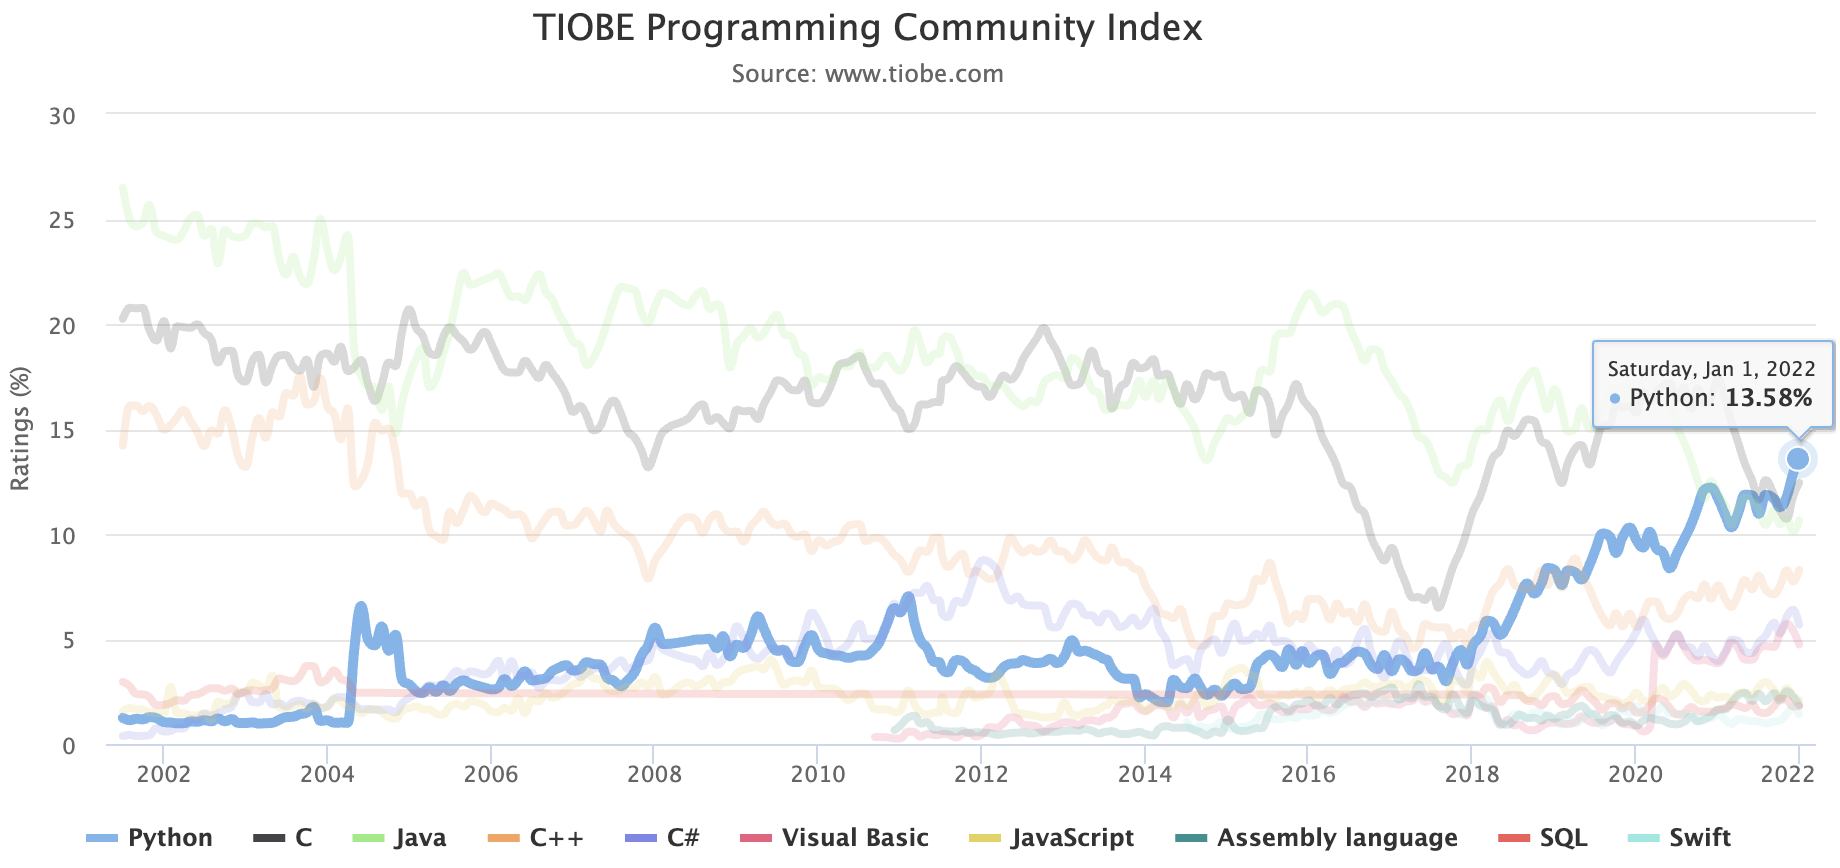 TIOBE Programming Community Index
Source: www.tiobe.com
Ratings (%)
30
25
20
15
10
5
0
Saturday, Jan 1, 2022
Python: 13.58%
2002 2004 2006 2008 2010 2012 2014 2016 2018 2020 2022
Python C Java C++ C# Visual Basic JavaScript Assembly language SQL Swift